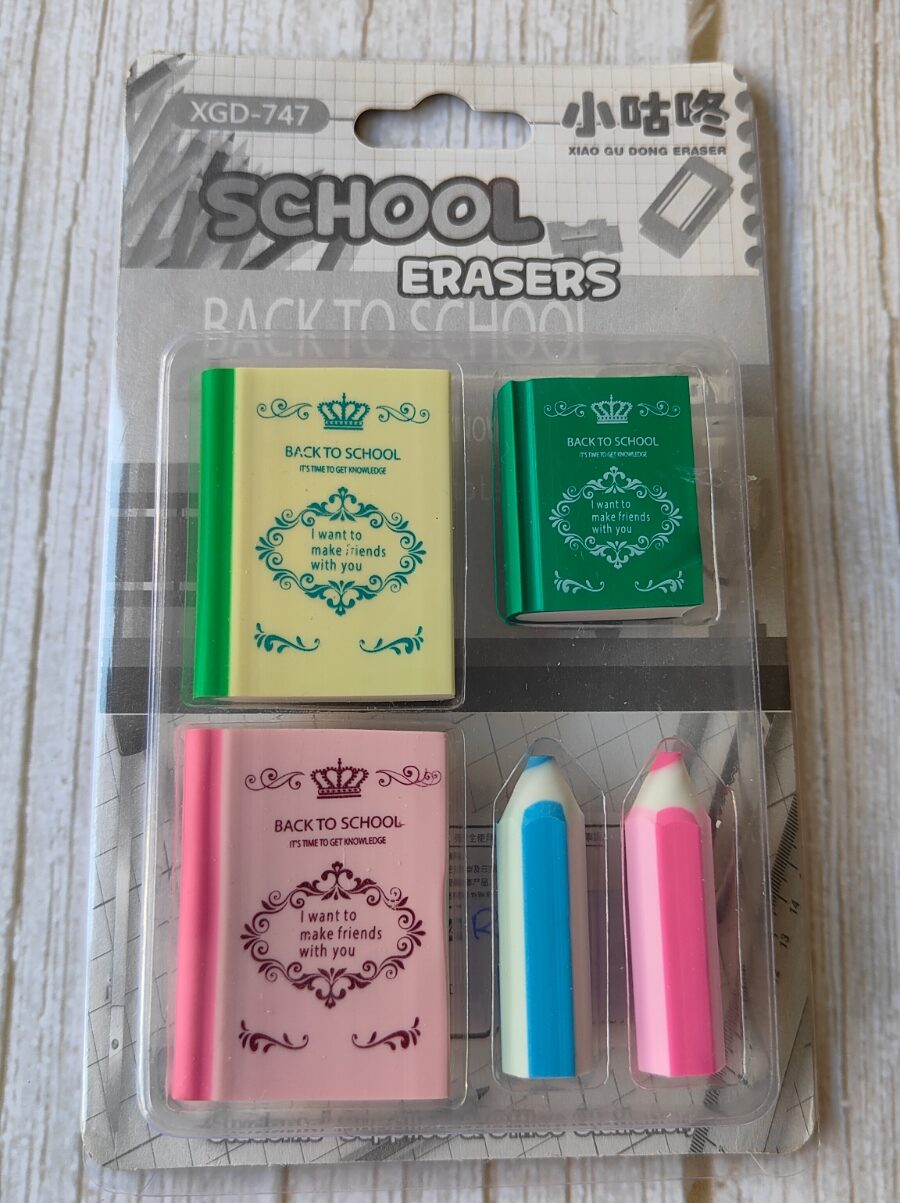 XGD-747
小咕咚
XIAO GU DONG ERASER
SCHOOL
ERASERS
BACK TO SCHOOL
BACK TO SCHOOL
IT'S TIME TO GET KNOWLEDGE
I want to
make friends
with you
BACK TO SCHOOL
IT'S TIME TO GET KNOWLEDGE
I want to
make friends
with you
BACK TO SCHOOL
IT'S TIME TO GET KNOWLEDGE
I want to
make friends
with you
14
13